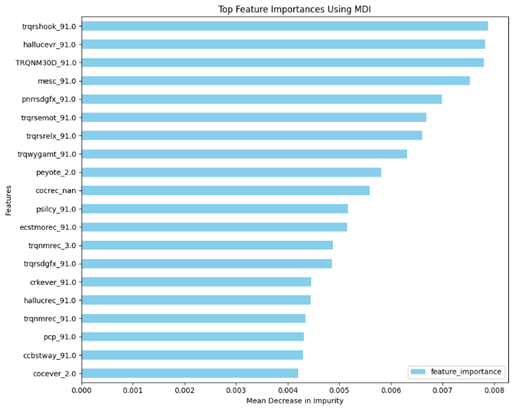 Top Feature Importances Using MDI
trqrshook_91.0
hallucevr_91.0
TRQNM30D_91.0
mesc_91.0
pnrrsdgfx_91.0
trqrsemot_91.0
trqrsrelx_91.0
trqwygamt_91.0
peyote_2.0
cocrec_nan
psilcy_91.0
ecstmorec_91.0
trqnmrec_3.0
trqrsdgfx_91.0
crkever_91.0
hallucrec_91.0
trqnmrec_91.0
pcp_91.0
ccbstway_91.0
cocever_2.0
Features
feature_importance
0.000 0.001 0.002 0.003 0.004 0.005 0.006 0.007 0.008
Mean Decrease in Impurity